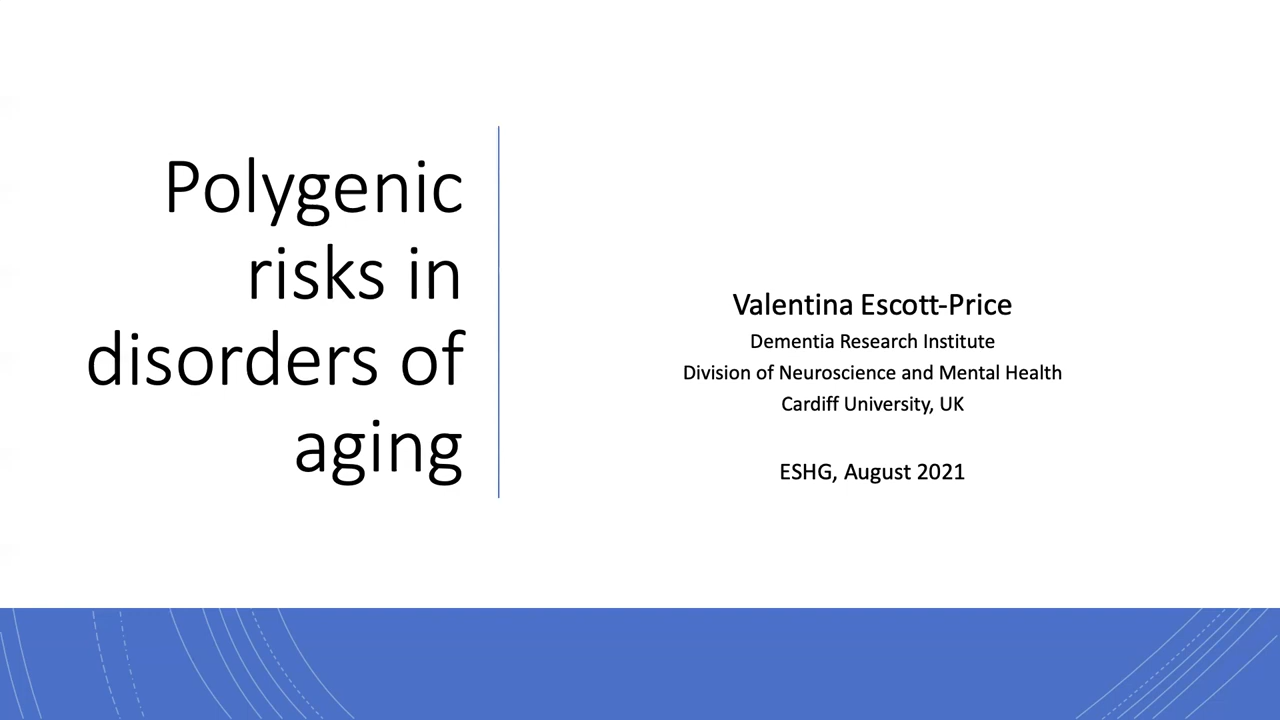 Polygenic
risks in
disorders of
aging
Valentina Escott-Price
Dementia Research Institute
Division of Neuroscience and Mental Health
Cardiff University, UK
ESHG, August 2021